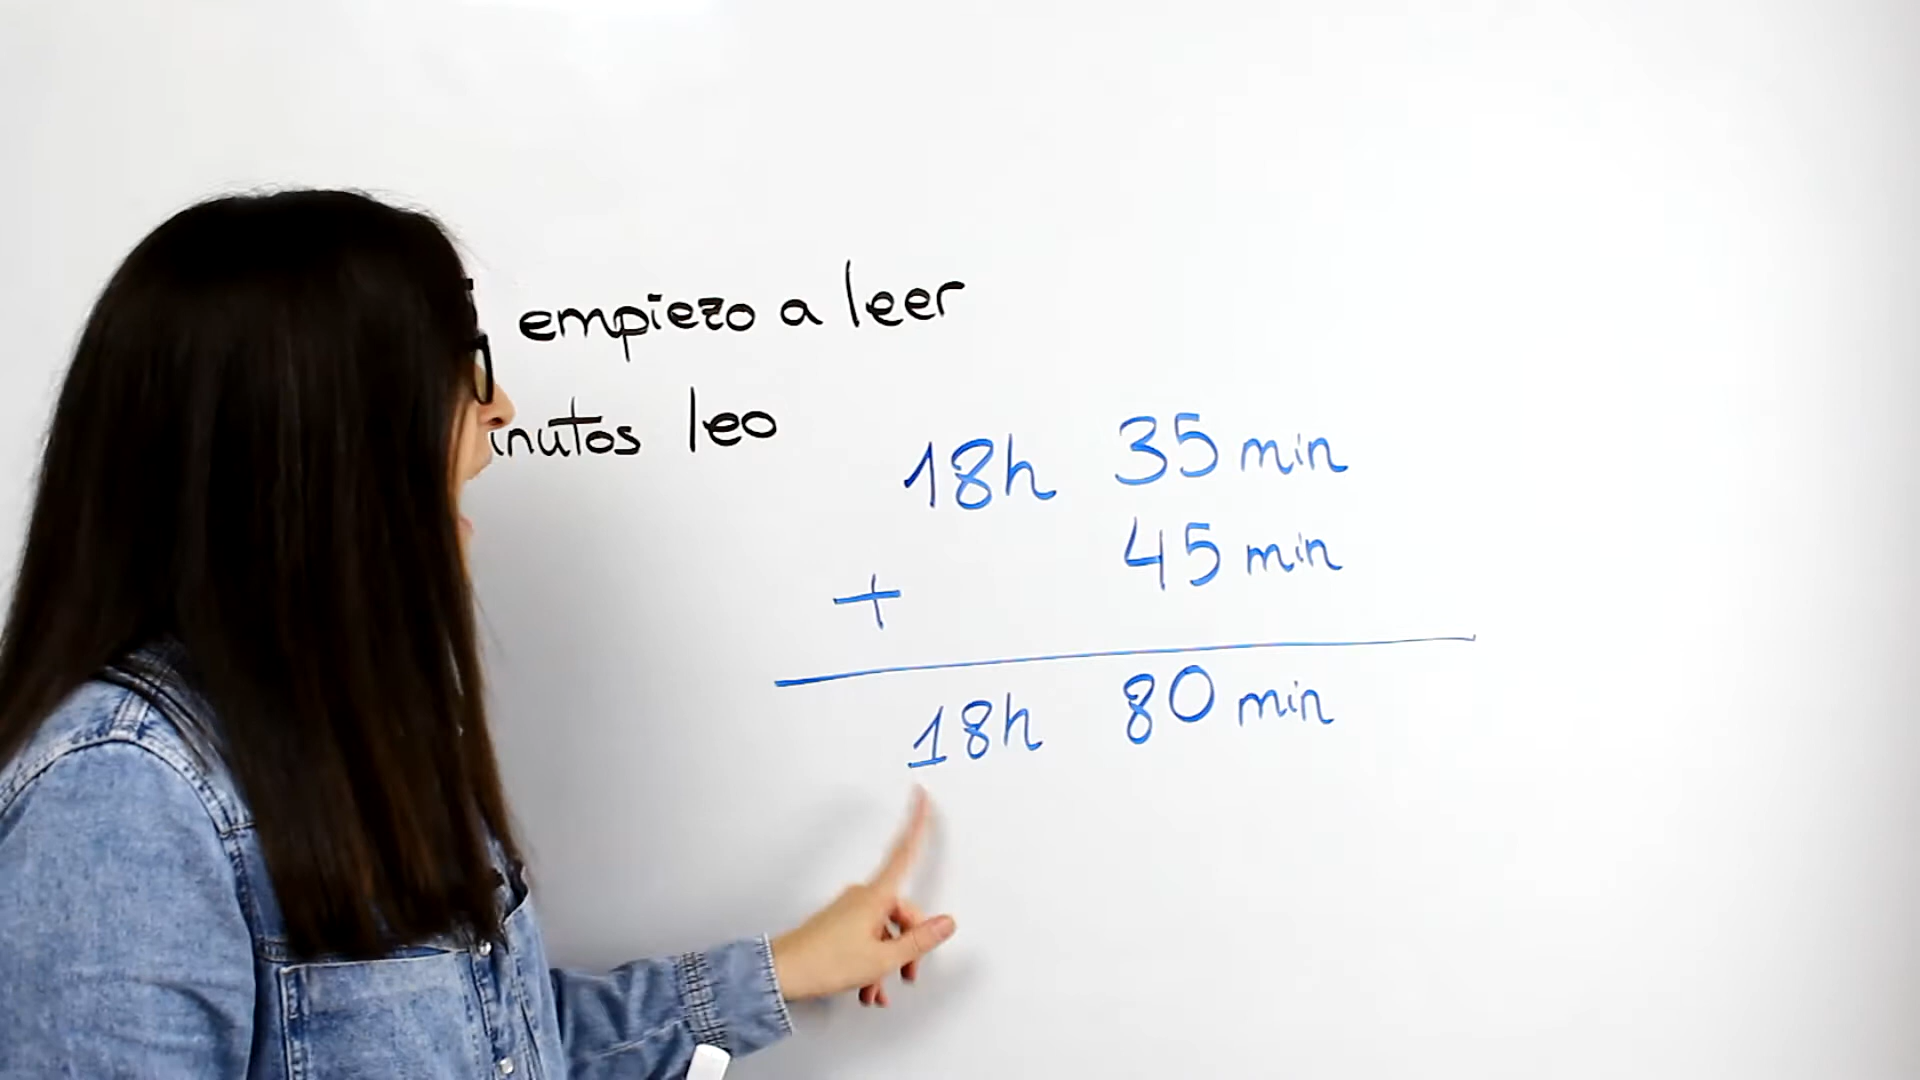 empiezo a leer
inutos leo
18h 35 min
45 min
+
18h 80 min